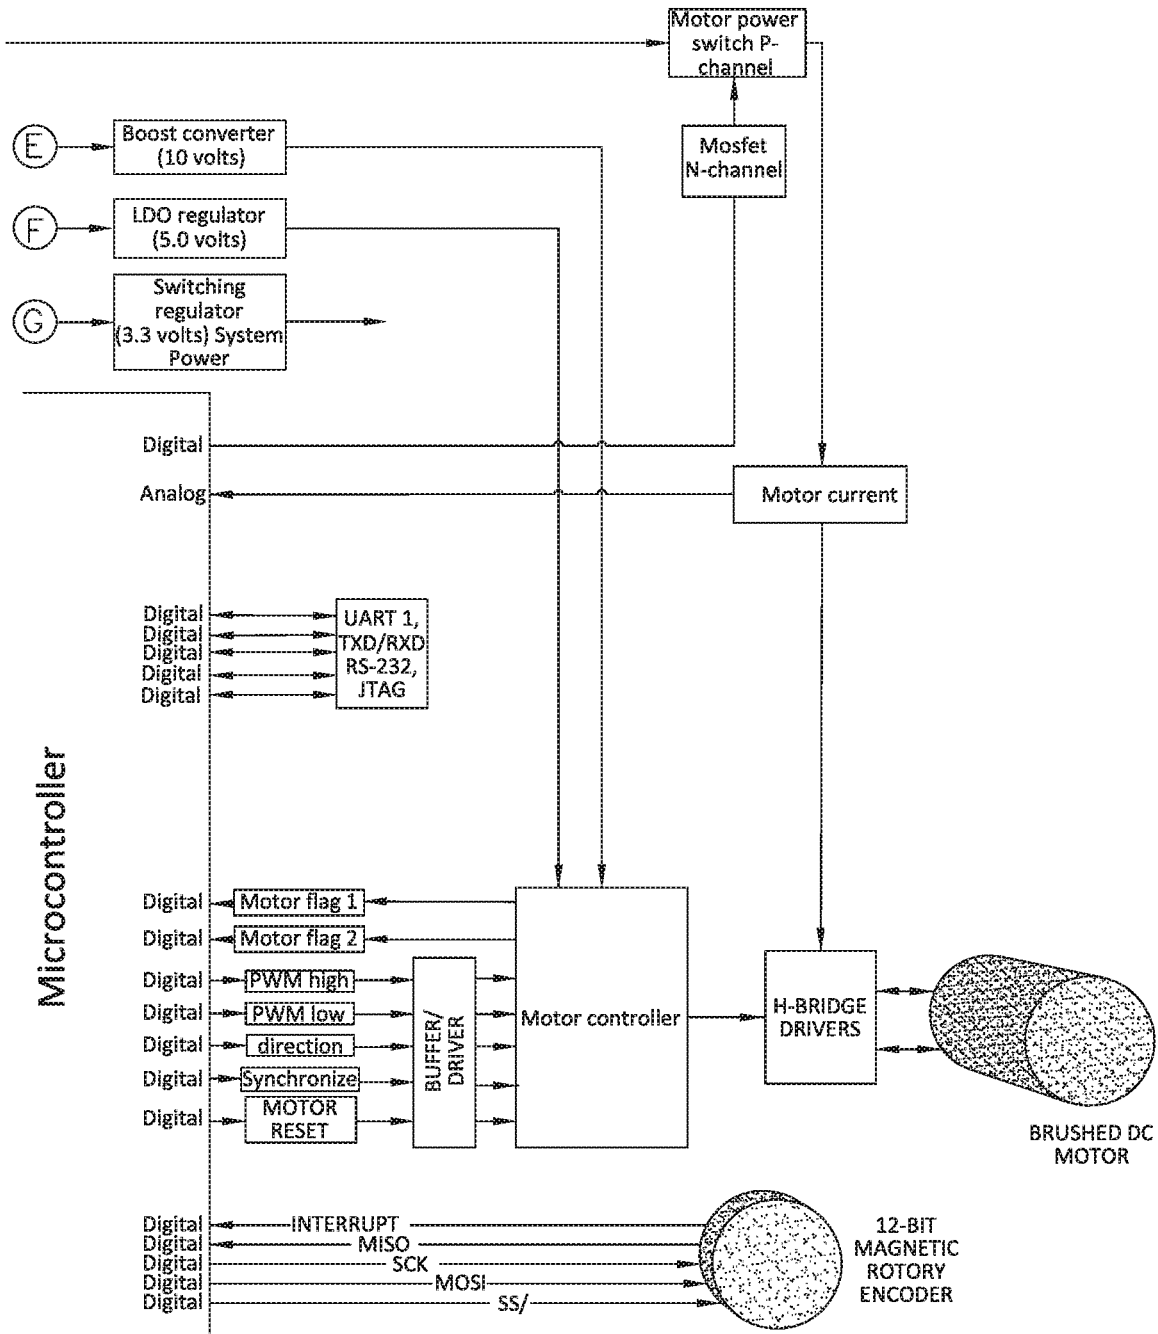 Motor power
switch P-
channel
E
Boost converter
(10 volts)
Mosfet
N-channel
F
LDO regulator
(5.0 volts)
G
Switching
regulator
(3.3 volts) System
Power
Digital
Analog
Motor current
Digital
Digital
Digital
Digital
Digital
UART 1,
TXD/RXD
RS-232,
JTAG
Microcontroller
Digital
Motor flag 1
Digital
Motor flag 2
Digital
PWM high
Digital
PWM low
Digital
direction
Digital
Synchronize
Digital
MOTOR
RESET
BUFFER/
DRIVER
Motor controller
H-BRIDGE
DRIVERS
BRUSHED DC
MOTOR
Digital
INTERRUPT
Digital
MISO
Digital
SCK
Digital
MOSI
Digital
SS/
12-BIT
MAGNETIC
RO​TORY
ENCODER